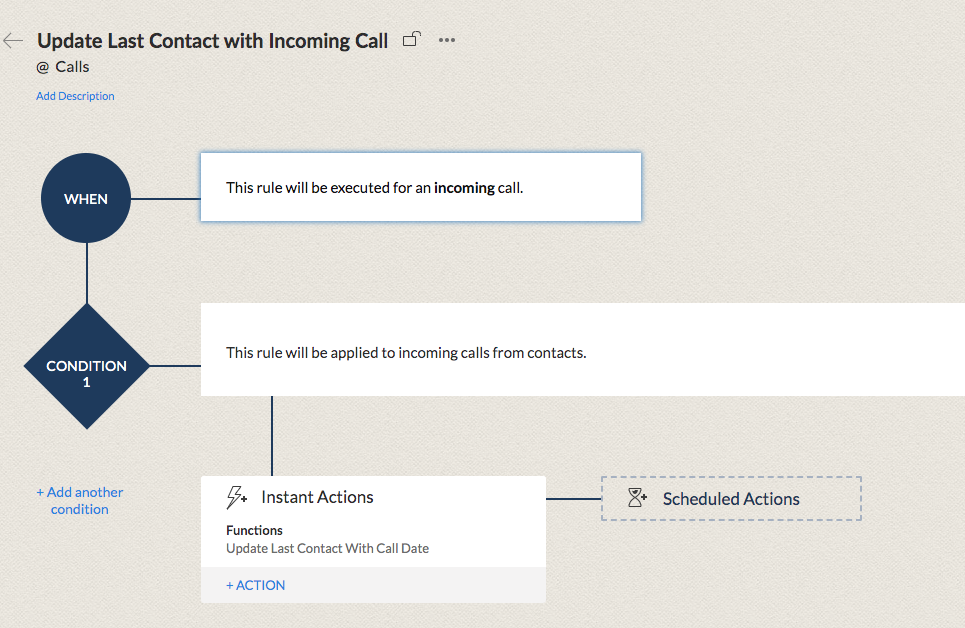 Update Last Contact with Incoming Call
@ Calls
Add Description
WHEN
This rule will be executed for an incoming call.
CONDITION
1
This rule will be applied to incoming calls from contacts.
+ Add another
condition
Instant Actions
Scheduled Actions
Functions
Update Last Contact With Call Date
+ ACTION